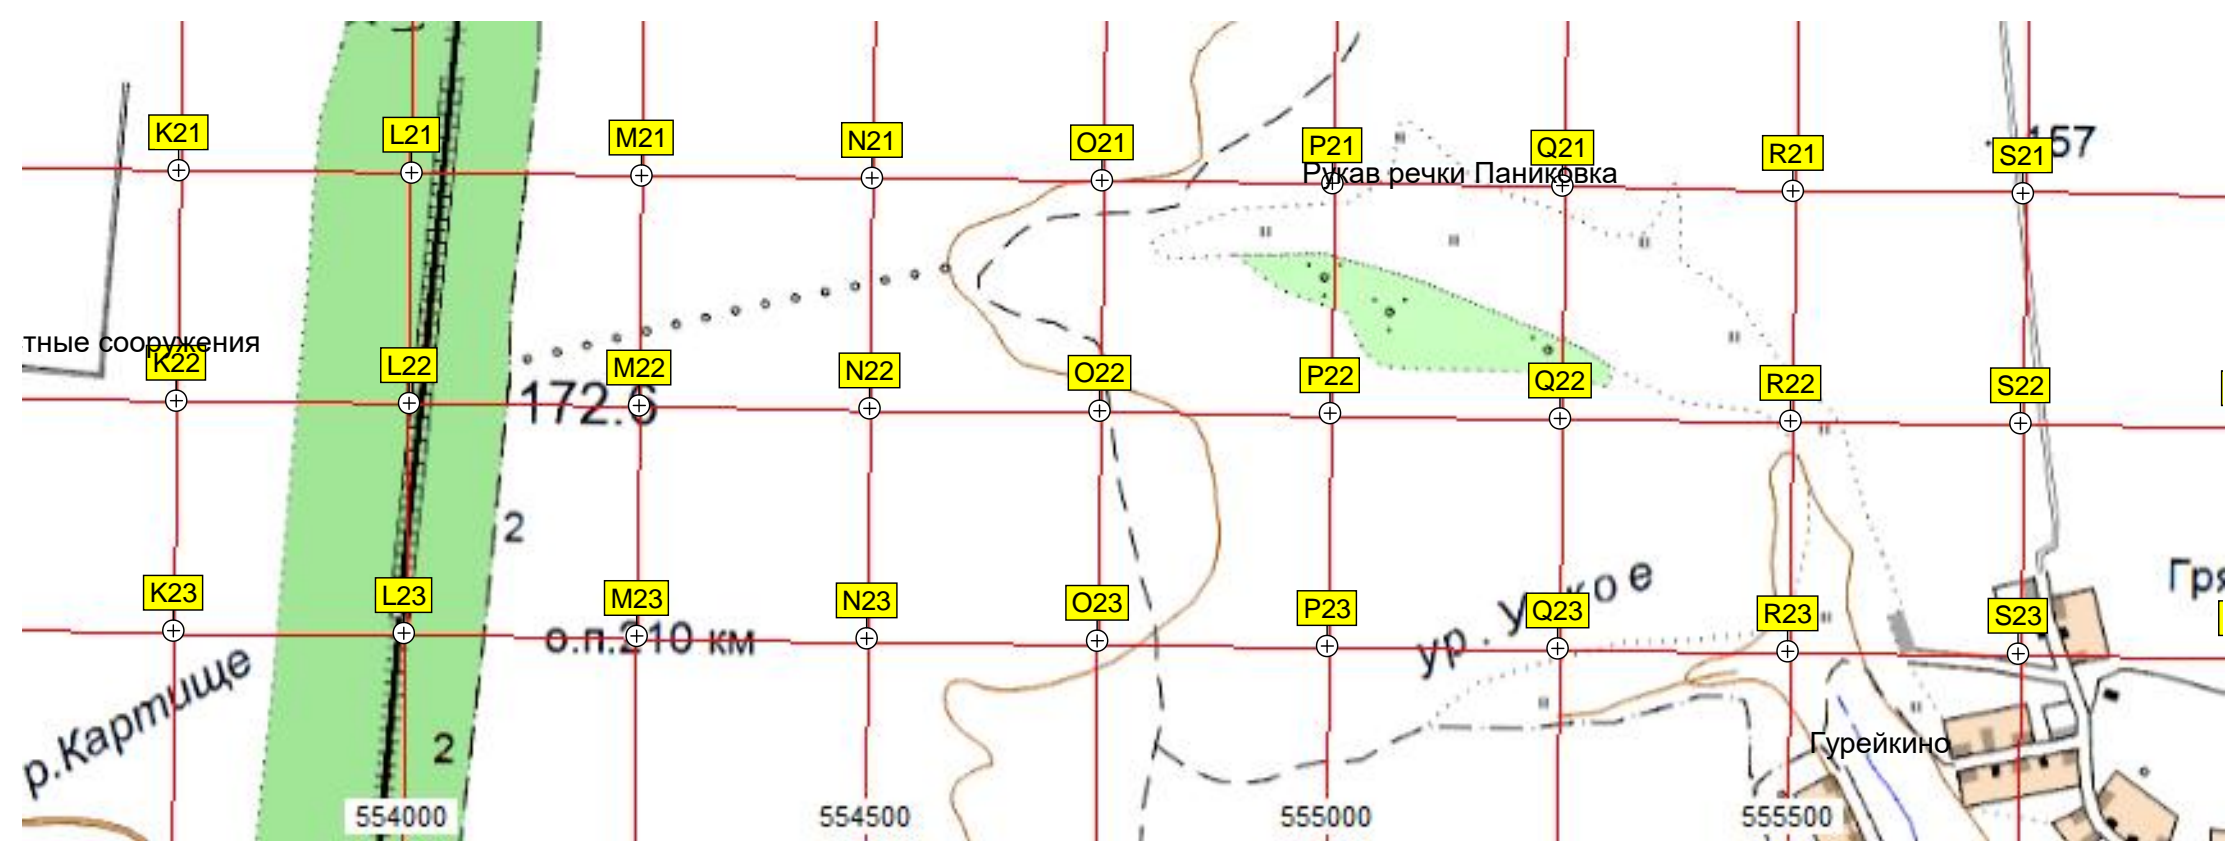 K21
L21
M21
N21
O21
P21
Q21
R21
S21
157
Рукав речки Паниковка
тные сооружения
K22
L22
M22
N22
O22
P22
Q22
R22
S22
172.6
2
K23
L23
M23
N23
O23
P23
Q23
R23
S23
о.п.210 км
ур.
Гря
р.Картище
2
Гурейкино
554000
554500
555000
555500